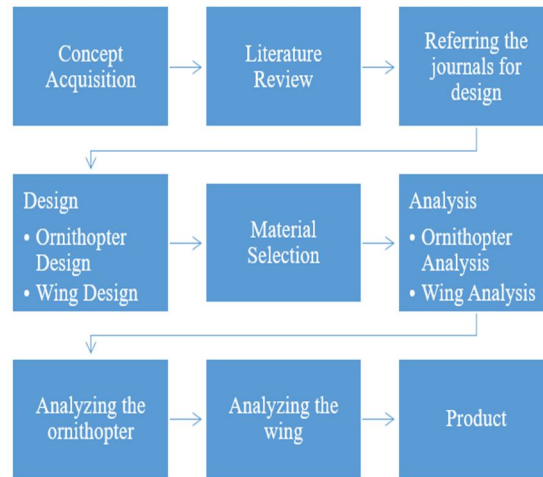 Concept
Acquisition
Literature
Review
Referring the
journals for
design
Design
• Ornithopter
Design
• Wing Design
Material
Selection
Analysis
• Ornithopter
Analysis
• Wing Analysis
Analyzing the
ornithopter
Analyzing the
wing
Product